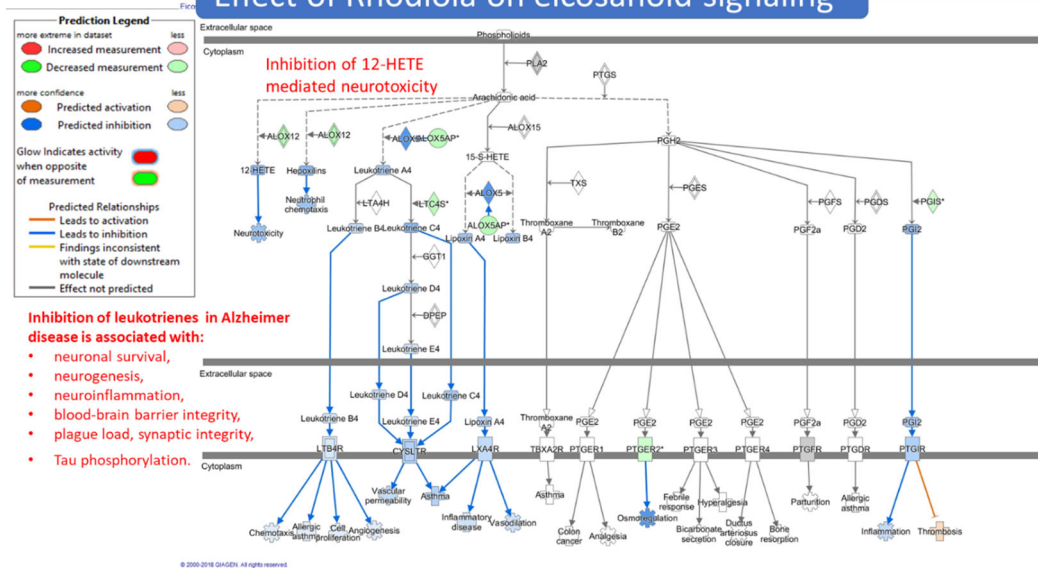 Effect of Rhodiola on eicosanoid signaling
Eico
Prediction Legend
more extreme in dataset
less
Increased measurement
Decreased measurement
more confidence
less
Predicted activation
Predicted inhibition
Glow Indicates activity
when opposite
of measurement
Predicted Relationships
Leads to activation
Leads to inhibition
Findings inconsistent
with state of downstream
molecule
Effect not predicted
Inhibition of leukotrienes in Alzheimer
disease is associated with:
• neuronal survival,
• neurogenesis,
• neuroinflammation,
• blood-brain barrier integrity,
• plague load, synaptic integrity,
• Tau phosphorylation.
Extracellular space
Cytoplasm
Phospholipids
Inhibition of 12-HETE
mediated neurotoxicity
PLA2
PTGS
Arachidonic acid
ALOX12
ALOX12
ALOX5AP*
ALOX15
PGH2
15-S-HETE
12-HETE
Hepoxilins
Leukotriene A4
Neutrophil
chemotaxis
LTA4H
LTC4S*
ALOX5
TXS
PGES
PGFS
PGDS
PGIS*
ALOX5AP*
Neurotoxicity
Leukotriene B4
Leukotriene C4
Lipoxin A4
Lipoxin B4
Thromboxane
A2
Thromboxane
B2
PGE2
PGF2a
PGD2
PGI2
GGT1
Leukotriene D4
DPEP
Leukotriene E4
Extracellular space
Leukotriene D4
Leukotriene C4
Leukotriene B4
Leukotriene E4
Lipoxin A4
Thromboxane
A2
PGE2
PGE2
PGE2
PGE2
PGF2a
PGD2
PGI2
LTB4R
CYSLTR
LXA4R
TBXA2R
PTGER1
PTGER2*
PTGER3
PTGER4
PTGFR
PTGDR
PTGIR
Cytoplasm
Vascular
permeability
Asthma
Asthma
Febrile
response
Hyperalgesia
Parturition
Allergic
asthma
Chemotaxis
Allergic
asthma
Cell
proliferation
Angiogenesis
Inflammatory
disease
Vasodilation
Colon
cancer
Analgesia
Osmoregulation
Bicarbonate
secretion
Ductus
arteriosus
closure
Bone
resorption
Inflammation
Thrombosis
© 2000-2018 QIAGEN. All rights reserved.